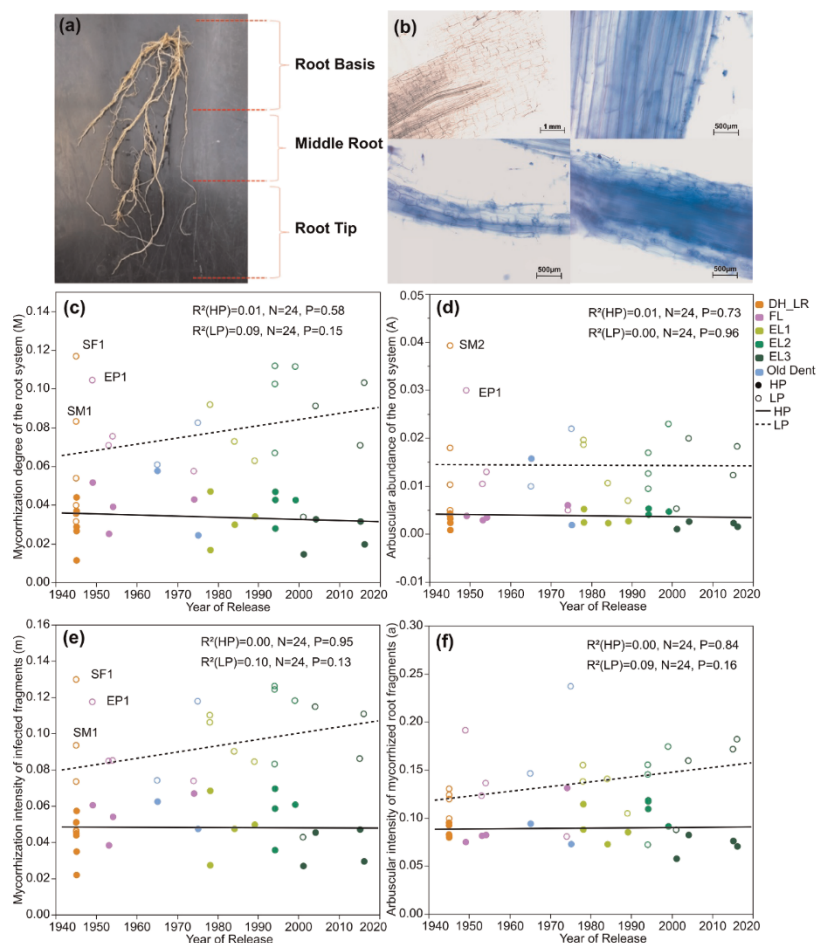 (a)
Root Basis
Middle Root
Root Tip
(b)
1 mm
500μm
500μm
500μm
(c)
R²(HP)=0.01, N=24, P=0.58
R²(LP)=0.09, N=24, P=0.15
SF1
EP1
SM1
Mycorrhization degree of the root system (M)
0.14
0.12
0.10
0.08
0.06
0.04
0.02
0.00
1940 1950 1960 1970 1980 1990 2000 2010 2020
Year of Release
(d)
R²(HP)=0.01, N=24, P=0.73
R²(LP)=0.00, N=24, P=0.96
SM2
EP1
Arbuscular abundance of the root system (A)
0.05
0.04
0.03
0.02
0.01
0.00
-0.01
1940 1950 1960 1970 1980 1990 2000 2010 2020
Year of Release
DH_LR
FL
EL1
EL2
EL3
Old Dent
HP
LP
HP
LP
(e)
R²(HP)=0.00, N=24, P=0.95
R²(LP)=0.10, N=24, P=0.13
SF1
EP1
SM1
Mycorrhization intensity of infected fragments (m)
0.16
0.14
0.12
0.10
0.08
0.06
0.04
0.02
0.00
1940 1950 1960 1970 1980 1990 2000 2010 2020
Year of Release
(f)
R²(HP)=0.00, N=24, P=0.84
R²(LP)=0.09, N=24, P=0.16
Arbuscular intensity of mycorrhized root fragments (a)
0.30
0.25
0.20
0.15
0.10
0.05
0.00
1940 1950 1960 1970 1980 1990 2000 2010 2020
Year of Release